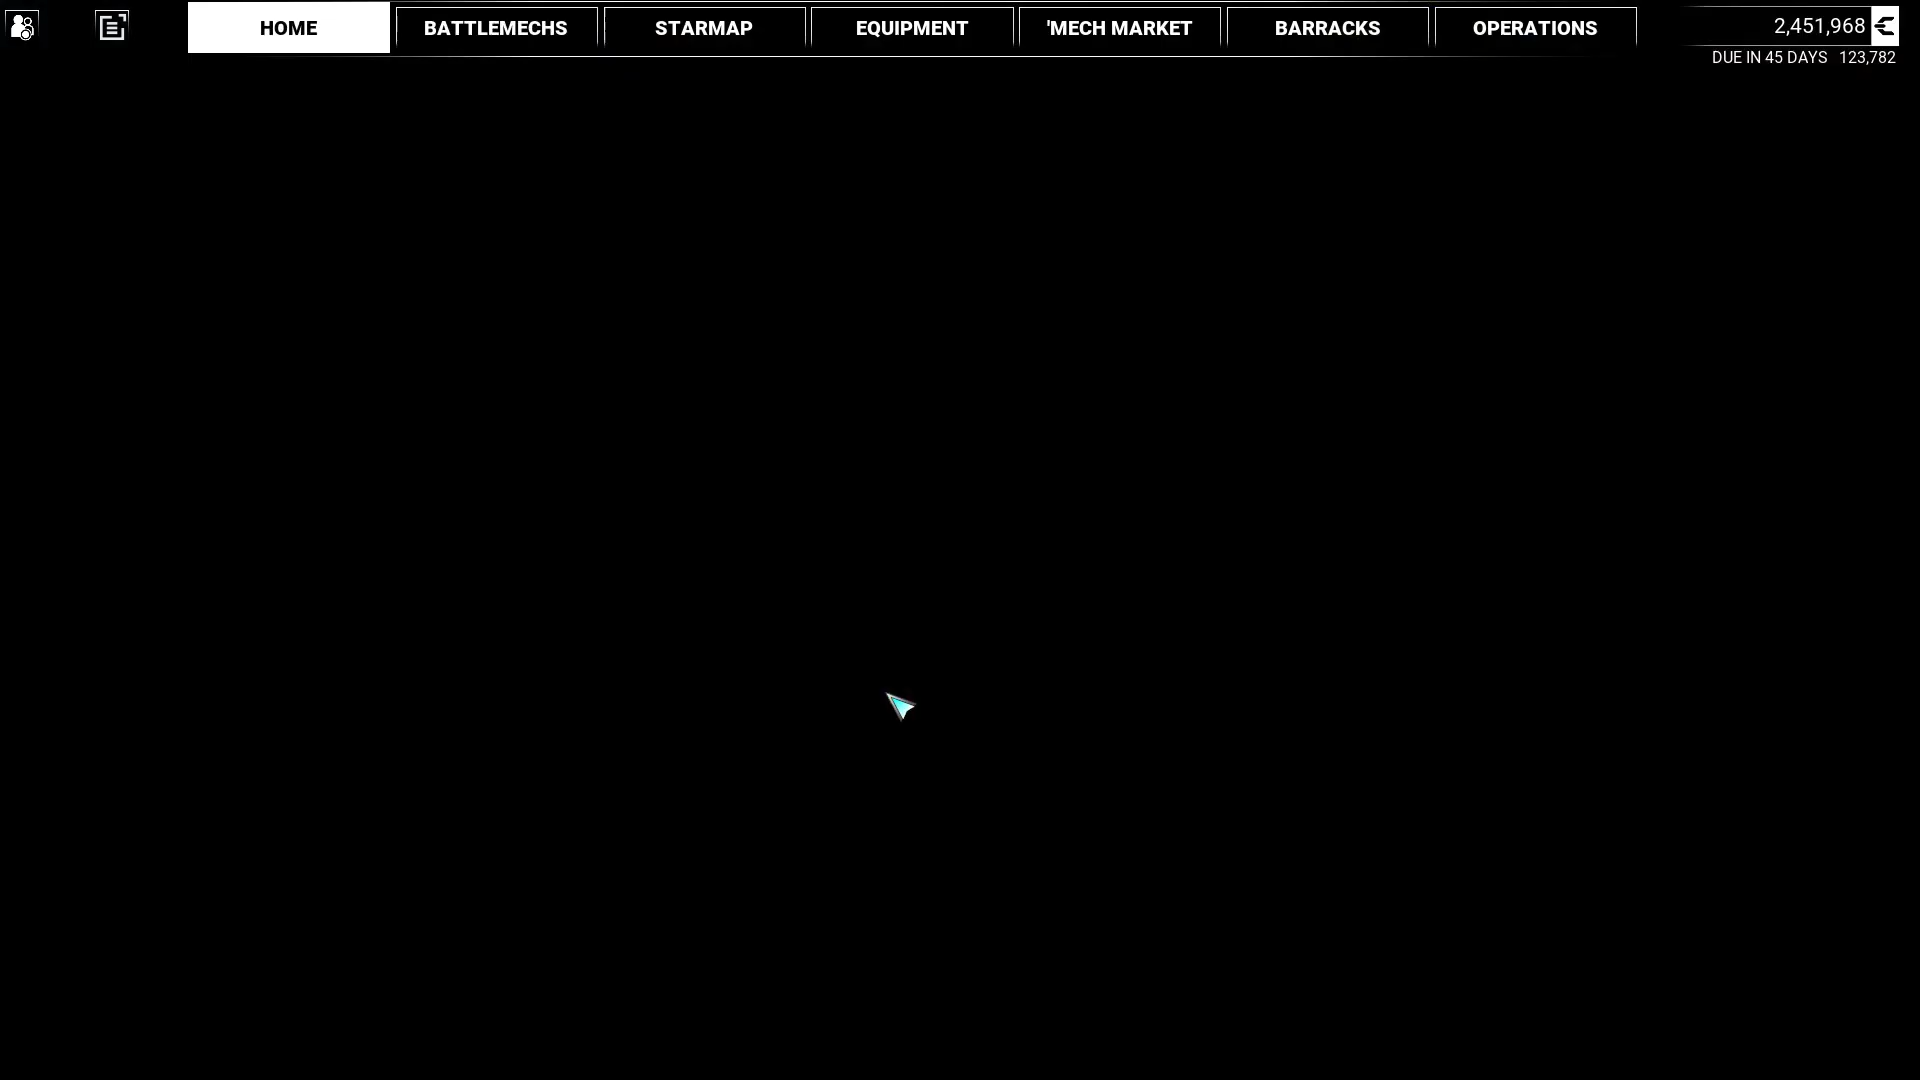 HOME
BATTLEMECHS
STARMAP
EQUIPMENT
'MECH MARKET
BARRACKS
OPERATIONS
2,451,968
DUE IN 45 DAYS 123,782